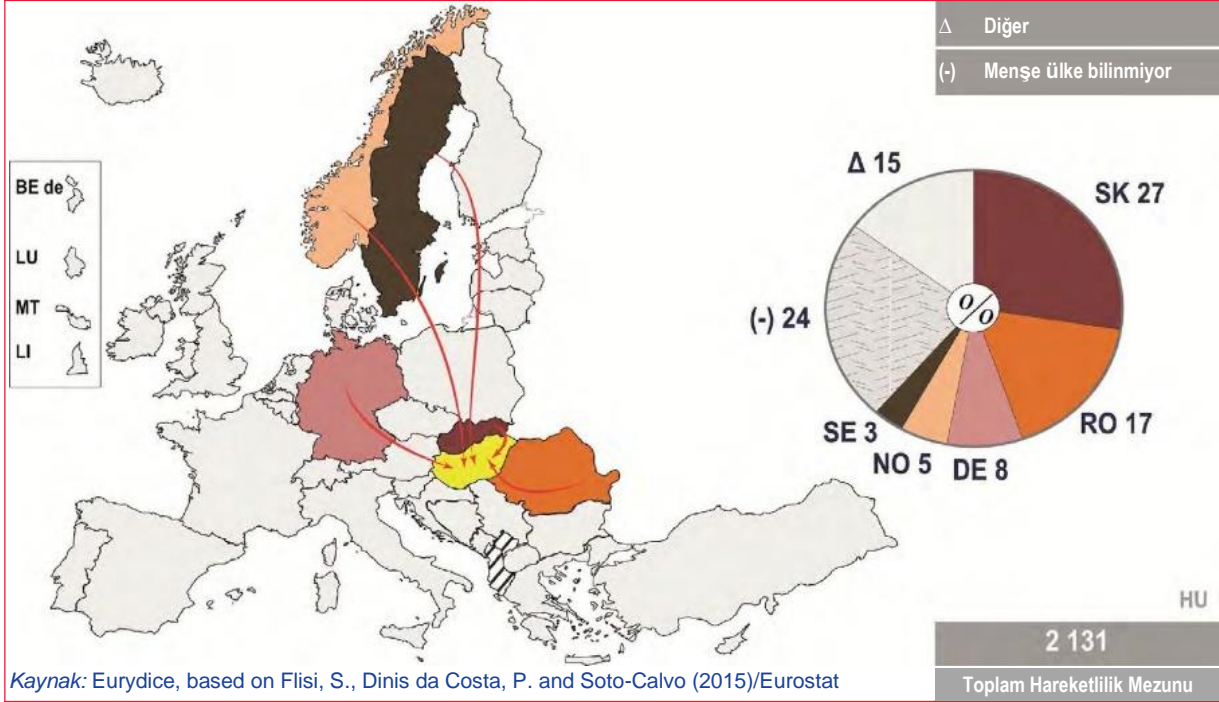 ∆ Diğer
(-) Menşe ülke bilinmiyor
BE de
LU
MT
LI
∆ 15
SK 27
(-) 24
%
SE 3
NO 5
DE 8
RO 17
HU
2 131
Toplam Hareketlilik Mezunu
Kaynak: Eurydice, based on Flisi, S., Dinis da Costa, P. and Soto-Calvo (2015)/Eurostat